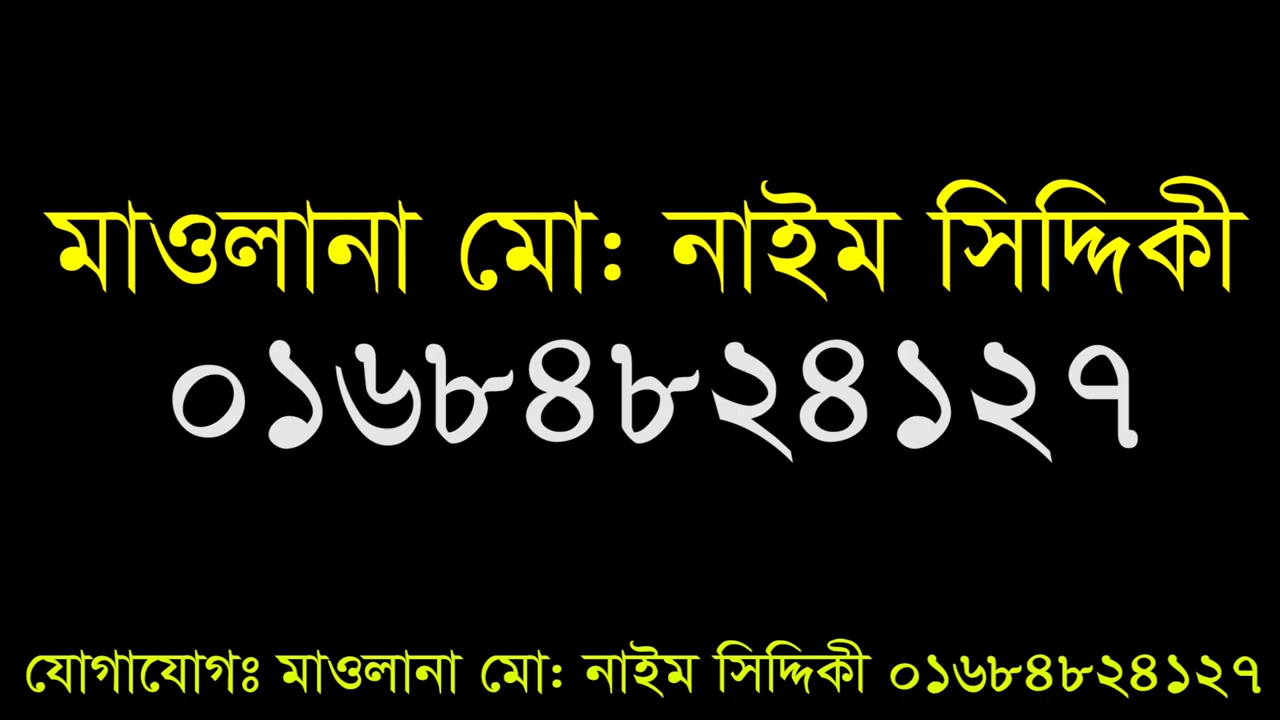 মাওলানা মো: নাইম সিদ্দিকী
০১৬৮৪৮২৪১২৭
যোগাযোগঃ মাওলানা মো: নাইম সিদ্দিকী ০১৬৮৪৮২৪১২৭